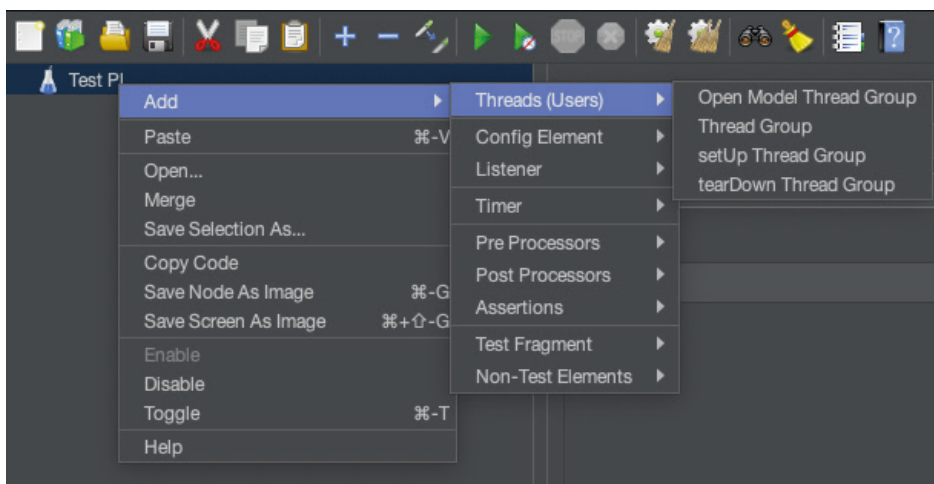 STOP
?
Test Pl
Add
Paste ⌘-V
Open...
Merge
Save Selection As...
Copy Code
Save Node As Image ⌘-G
Save Screen As Image ⌘+⇧-G
Enable
Disable
Toggle ⌘-T
Help
Threads (Users)
Config Element
Listener
Timer
Pre Processors
Post Processors
Assertions
Test Fragment
Non-Test Elements
Open Model Thread Group
Thread Group
setUp Thread Group
tearDown Thread Group